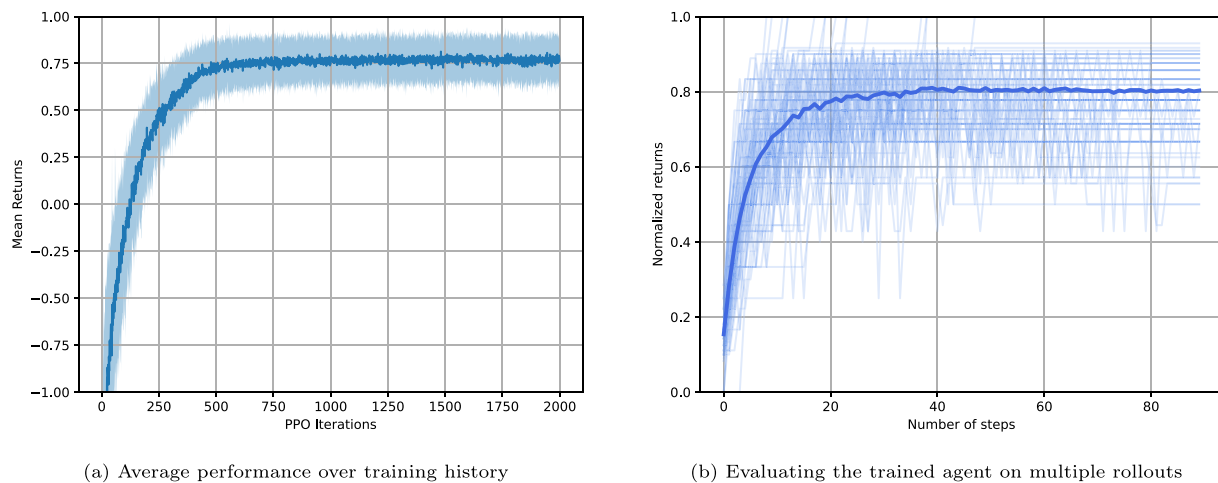 1.00
0.75
0.50
0.25
0.00
−0.25
−0.50
−0.75
−1.00
Mean Returns
0 250 500 750 1000 1250 1500 1750 2000
PPO Iterations
(a) Average performance over training history
1.0
0.8
0.6
0.4
0.2
0.0
Normalized returns
0 20 40 60 80
Number of steps
(b) Evaluating the trained agent on multiple rollouts